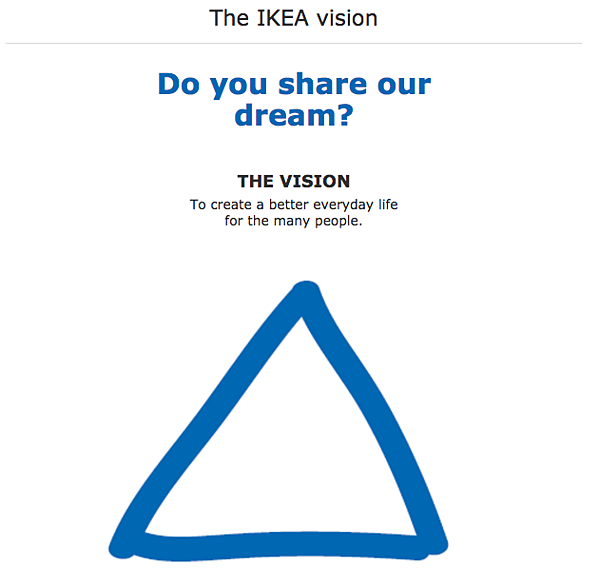 The IKEA vision
Do you share our
dream?
THE VISION
To create a better everyday life
for the many people.